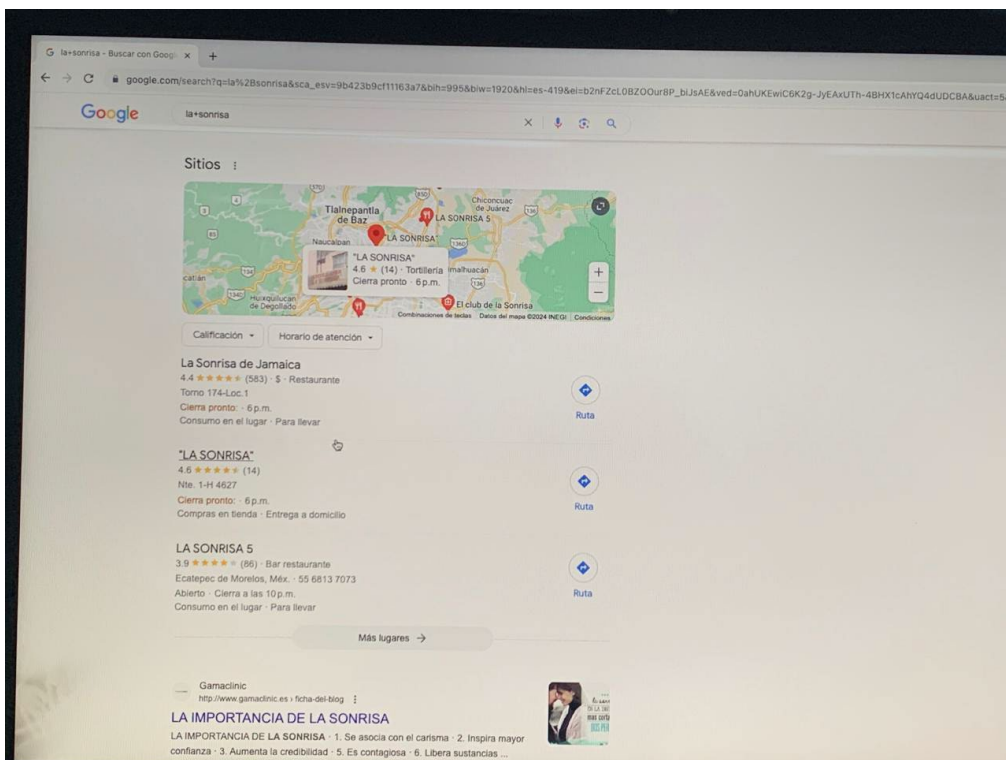 la+sonrisa - Buscar con Goog
google.com/search?q=la%2Bsonrisa&sca_esv=9b423b9cf11163a7&bih=995&biw=1920&hl=es-419&ei=b2nFZcL0BZOOur8P_biJsAE&ved=0ahUKEwiC6K2g-JyEAxUTh-4BHX1cAhYQ4dUDCBA&uact=5
Google
la+sonrisa
Sitios
Chiconcuac
de Juárez
Tlalnepantla
de Baz
LA SONRISA 5
"LA SONRISA"
Naucalpan
"LA SONRISA"
4.6 ★ (14) · Tortillería
Cierra pronto · 6 p.m.
imalhuacán
catlán
Huixquilucan
de Degollado
El club de la Sonrisa
Combinaciones de teclas Datos del mapa ©2024 INEGI Condiciones
Calificación
Horario de atención
La Sonrisa de Jamaica
4.4 ★★★★★ (583) · $ · Restaurante
Torno 174-Loc.1
Cierra pronto: · 6 p.m.
Consumo en el lugar · Para llevar
Ruta
"LA SONRISA"
4.6 ★★★★★ (14)
Nte. 1-H 4627
Cierra pronto: · 6 p.m.
Compras en tienda · Entrega a domicilio
Ruta
LA SONRISA 5
3.9 ★★★★★ (86) · Bar restaurante
Ecatepec de Morelos, Méx. · 55 6813 7073
Abierto · Cierra a las 10 p.m.
Consumo en el lugar · Para llevar
Ruta
Más lugares →
Gamaclinic
http://www.gamaclinic.es › ficha-del-blog
LA IMPORTANCIA DE LA SONRISA
LA IMPORTANCIA DE LA SONRISA · 1. Se asocia con el carisma · 2. Inspira mayor
confianza · 3. Aumenta la credibilidad · 5. Es contagiosa · 6. Libera sustancias ...